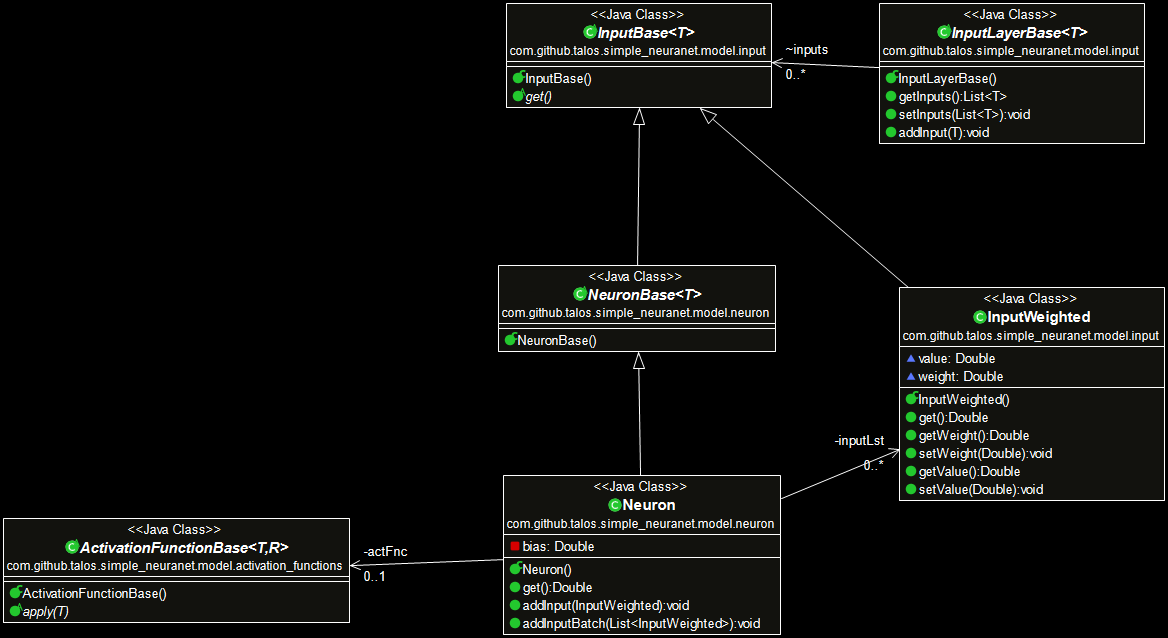 <<Java Class>>
InputBase<T>
com.github.talos.simple_neuranet.model.input
InputBase()
get()
~inputs
0..*
<<Java Class>>
InputLayerBase<T>
com.github.talos.simple_neuranet.model.input
InputLayerBase()
getInputs():List<T>
setInputs(List<T>):void
addInput(T):void
<<Java Class>>
NeuronBase<T>
com.github.talos.simple_neuranet.model.neuron
NeuronBase()
<<Java Class>>
InputWeighted
com.github.talos.simple_neuranet.model.input
value: Double
weight: Double
InputWeighted()
get():Double
getWeight():Double
setWeight(Double):void
getValue():Double
setValue(Double):void
-inputLst
0..*
<<Java Class>>
Neuron
com.github.talos.simple_neuranet.model.neuron
bias: Double
Neuron()
get():Double
addInput(InputWeighted):void
addInputBatch(List<InputWeighted>):void
-actFnc
0..1
<<Java Class>>
ActivationFunctionBase<T,R>
com.github.talos.simple_neuranet.model.activation_functions
ActivationFunctionBase()
apply(T)